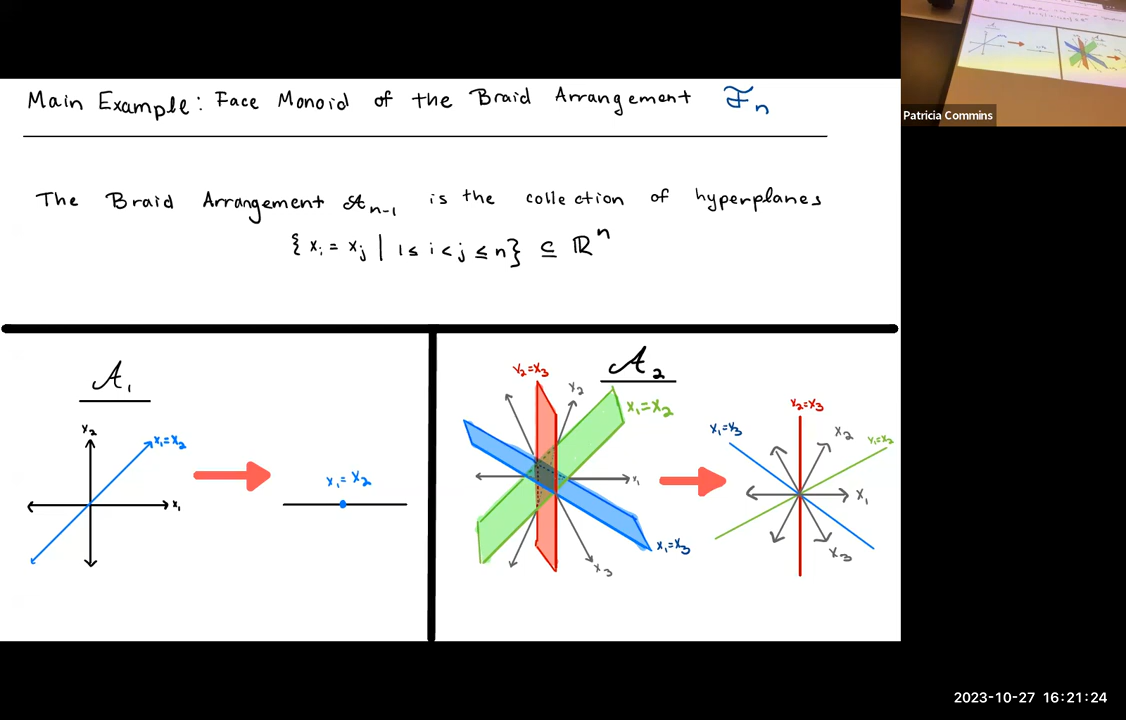 Main Example: Face Monoid of the Braid Arrangement ℱₙ
The Braid Arrangement 𝒜ₙ₋₁ is the collection of hyperplanes
{xᵢ = xⱼ | 1 ≤ i < j ≤ n} ⊆ ℝⁿ
𝒜₁
x₂
x₁=x₂
x₁
x₁=x₂
𝒜₂
x₂=x₃
x₂
x₁=x₂
x₁
x₁=x₃
x₃
x₂=x₃
x₁=x₃
x₂
x₁=x₂
x₁
x₃
Patricia Commins
2023-10-27 16:21:24